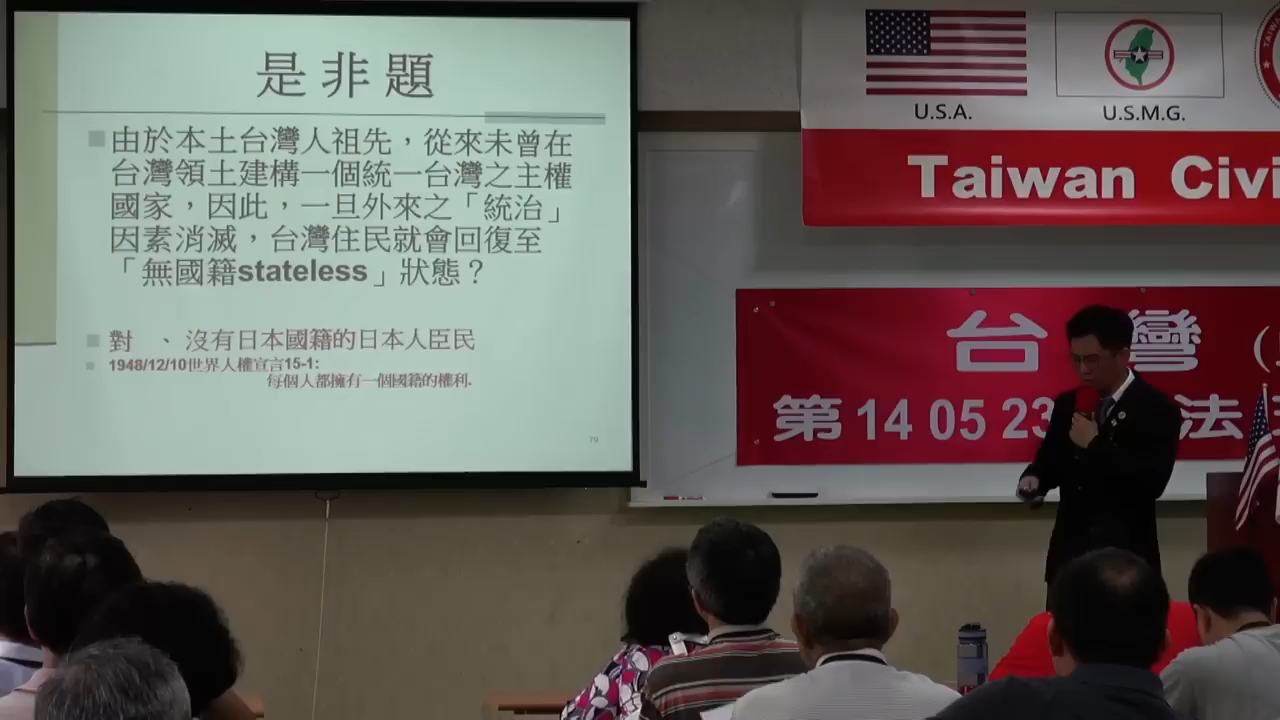 是非題
由於本土台灣人祖先，從來未曾在
台灣領土建構一個統一台灣之主權
國家，因此，一旦外來之「統治」
因素消滅，台灣住民就會回復至
「無國籍stateless」狀態？
對 、沒有日本國籍的日本人臣民
1948/12/10世界人權宣言15-1:
每個人都擁有一個國籍的權利.
79
U.S.A.
U.S.M.G.
Taiwan Civi
台 灣 (
第 14 05 23 法